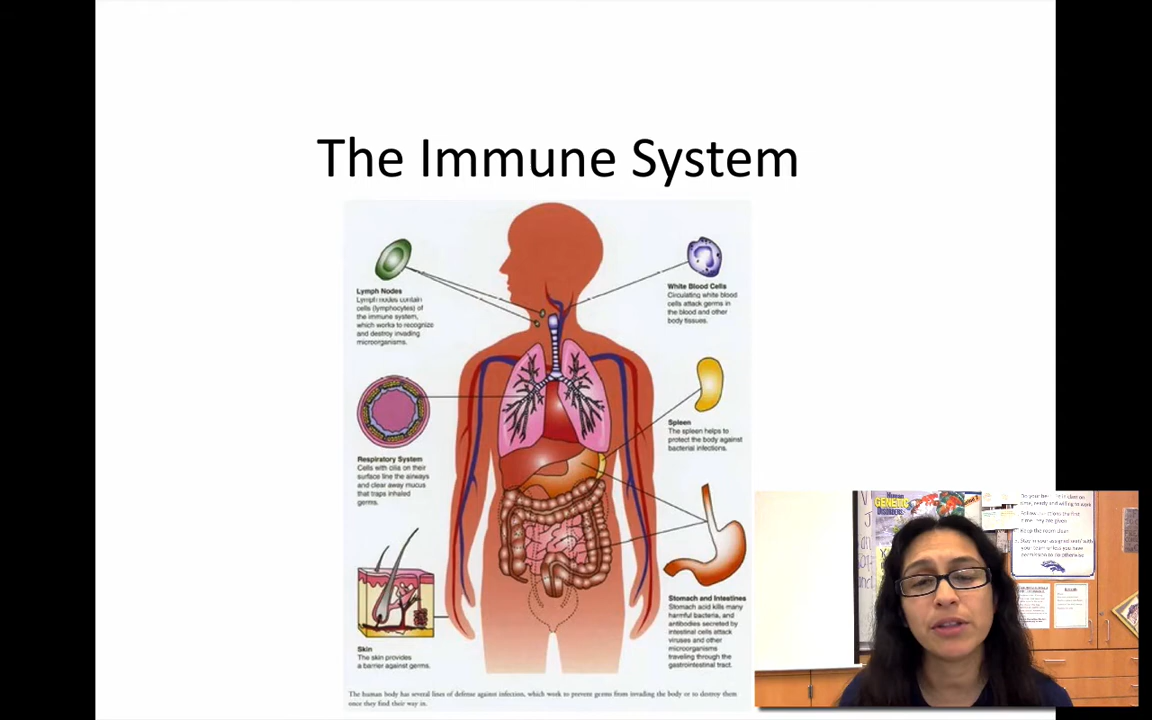 The Immune System
Lymph Nodes
Lymph nodes contain
cells (lymphocytes) of
the immune system,
which works to recognize
and destroy invading
microorganisms.
White Blood Cells
Circulating white blood
cells attack germs in
the blood and other
body tissues.
Respiratory System
Cells with cilia on their
surface line the airways
and clear away mucus
that traps inhaled
germs.
Spleen
The spleen helps to
protect the body against
bacterial infections.
Skin
The skin provides
a barrier against germs.
Stomach and Intestines
Stomach acid kills many
harmful bacteria, and
antibodies secreted by
intestinal cells attack
viruses and other
microorganisms
traveling through the
gastrointestinal tract.
The human body has several lines of defense against infection, which work to prevent germs from invading the body or to destroy them
once they find their way in.
GENETIC